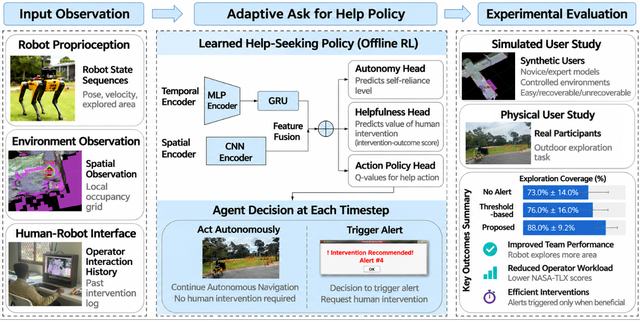 Input Observation
Adaptive Ask for Help Policy
Experimental Evaluation
Robot Proprioception
Robot State
Sequences
Pose, velocity,
explored area
Environment Observation
Spatial
Observation
Local
occupancy
grid
Human-Robot Interface
Operator
Interaction
History
Past
intervention
log
Learned Help-Seeking Policy (Offline RL)
Temporal
Encoder
MLP
Encoder
GRU
Feature
Fusion
Spatial
Encoder
CNN
Encoder
Autonomy Head
Predicts self-reliance
level
Helpfulness Head
Predicts value of human
intervention
(intervention-outcome score)
Action Policy Head
Q-values for help action
Agent Decision at Each Timestep
Act Autonomously
Continue Autonomous Navigation
No human intervention required
Trigger Alert
! Intervention Recommended!
Alert #4
OK
Decision to trigger alert
Request human intervention
Simulated User Study
Synthetic Users
Novice/expert models
Controlled environments
Easy/recoverable/unrecoverable
Physical User Study
Real Participants
Outdoor exploration
task
Key Outcomes Summary
Exploration Coverage (%)
No Alert
73.0% ± 14.0%
Threshold
-based
76.0% ± 16.0%
Proposed
88.0% ± 9.2%
Improved Team Performance
Robot explores more area
Reduced Operator Workload
Lower NASA-TLX scores
Efficient Interventions
Alerts triggered only when beneficial